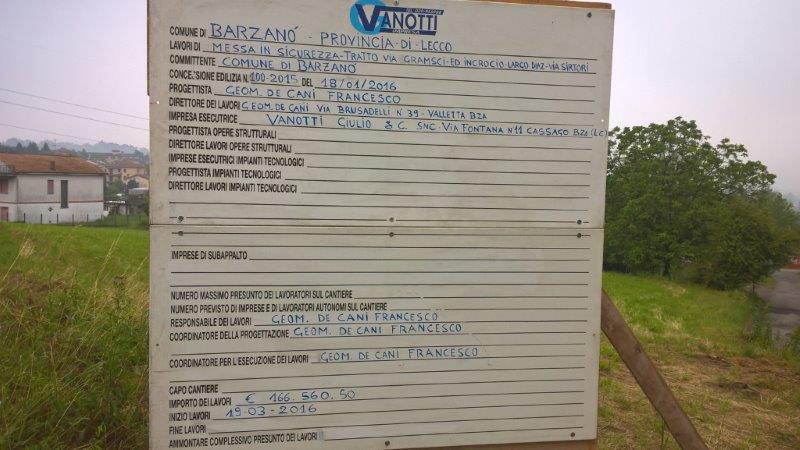 VANOTTI
IMPRESA
COMUNE DI BARZANÓ - PROVINCIA DI LECCO
LAVORI DI MESSA IN SICUREZZA-TRATTO VIA GRAMSCI-ED INCROCIO-LARGO DIAZ-VIA SIRTORI
COMMITTENTE COMUNE DI BARZANÓ
CONCESSIONE EDILIZIA N. 100-2015 DEL 18/01/2016
PROGETTISTA GEOM. DE CANI FRANCESCO
DIRETTORE DEI LAVORI GEOM. DE CANI VIA BRUSADELLI N°39 - VALLETTA BZA
IMPRESA ESECUTRICE VANOTTI GIULIO & C. SNC - VIA FONTANA N°11 CASSAGO BZA (LC)
PROGETTISTA OPERE STRUTTURALI
DIRETTORE LAVORI OPERE STRUTTURALI
IMPRESE ESECUTRICI IMPIANTI TECNOLOGICI
PROGETTISTA IMPIANTI TECNOLOGICI
DIRETTORE LAVORI IMPIANTI TECNOLOGICI
IMPRESE DI SUBAPPALTO
NUMERO MASSIMO PRESUNTO DEI LAVORATORI SUL CANTIERE
NUMERO PREVISTO DI IMPRESE E DI LAVORATORI AUTONOMI SUL CANTIERE
RESPONSABILE DEI LAVORI GEOM. DE CANI FRANCESCO
COORDINATORE DELLA PROGETTAZIONE GEOM. DE CANI FRANCESCO
COORDINATORE PER L'ESECUZIONE DEI LAVORI GEOM. DE CANI FRANCESCO
CAPO CANTIERE
IMPORTO DEI LAVORI € 166.560.50
INIZIO LAVORI 19-03-2016
FINE LAVORI
AMMONTARE COMPLESSIVO PRESUNTO DEI LAVORI